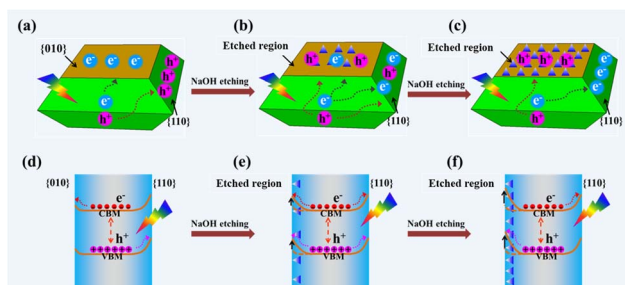 (a)
(b)
(c)
{010}
e⁻ e⁻ e⁻
h⁺
h⁺
h⁺
e⁻
h⁺
{110}
NaOH etching
Etched region
h⁺ h⁺
e⁻
e⁻
e⁻
h⁺
e⁻
e⁻
h⁺
{110}
NaOH etching
Etched region
h⁺ h⁺ h⁺
e⁻
e⁻
e⁻
e⁻
h⁺
{110}
(d)
(e)
(f)
{010}
{110}
e⁻
CBM
h⁺
VBM
NaOH etching
Etched region
{110}
e⁻
CBM
h⁺
VBM
NaOH etching
Etched region
{110}
e⁻
CBM
h⁺
VBM